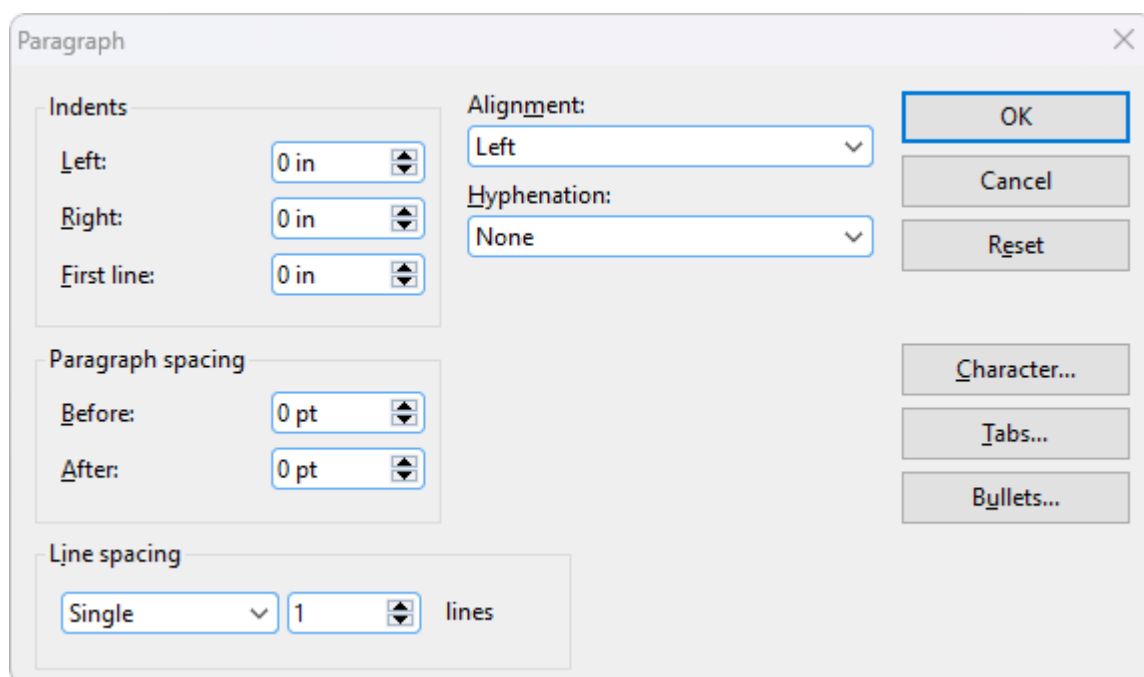 Paragraph
Indents
Left: 0 in
Right: 0 in
First line: 0 in
Alignment:
Left
Hyphenation:
None
OK
Cancel
Reset
Paragraph spacing
Before: 0 pt
After: 0 pt
Character...
Tabs...
Bullets...
Line spacing
Single 1 lines